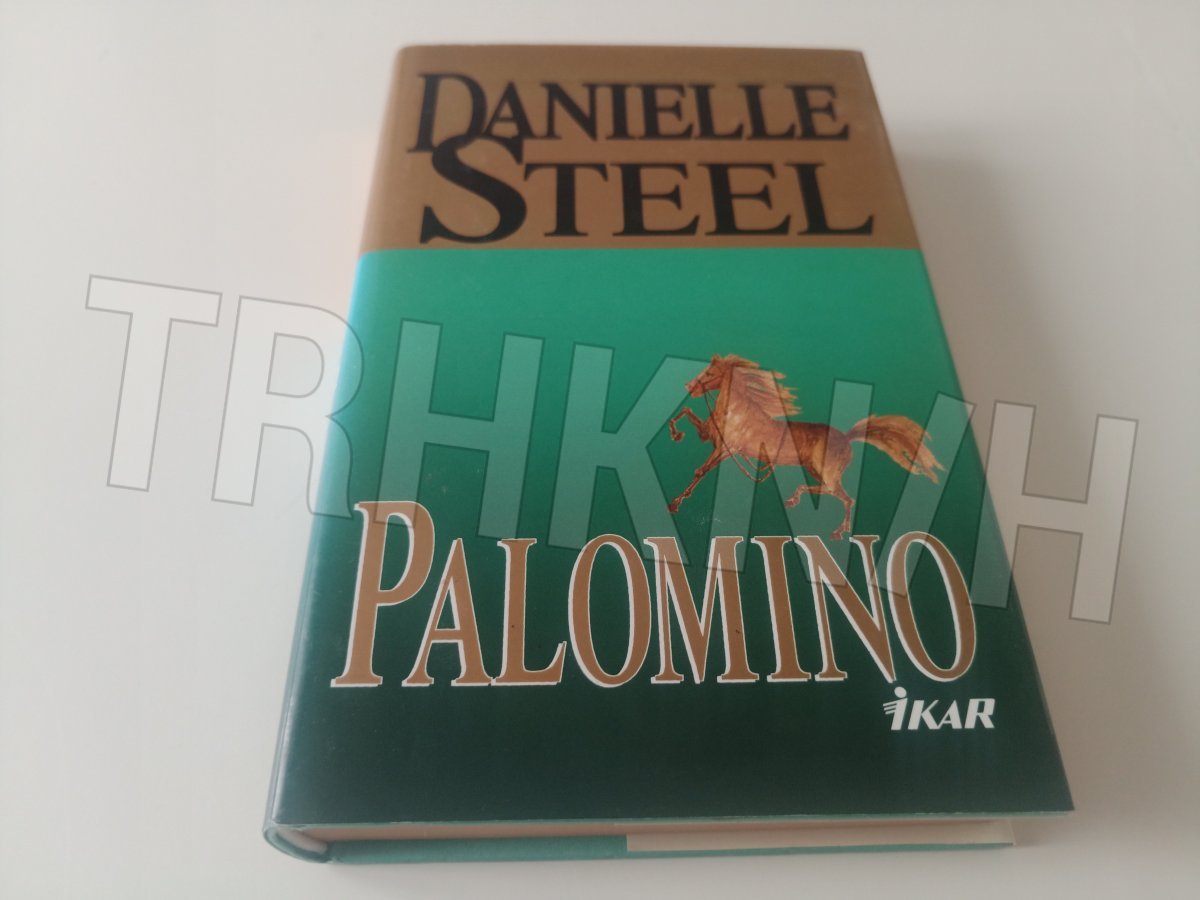 DANIELLE
STEEL
TRHKNIH
PALOMINO
iKAR